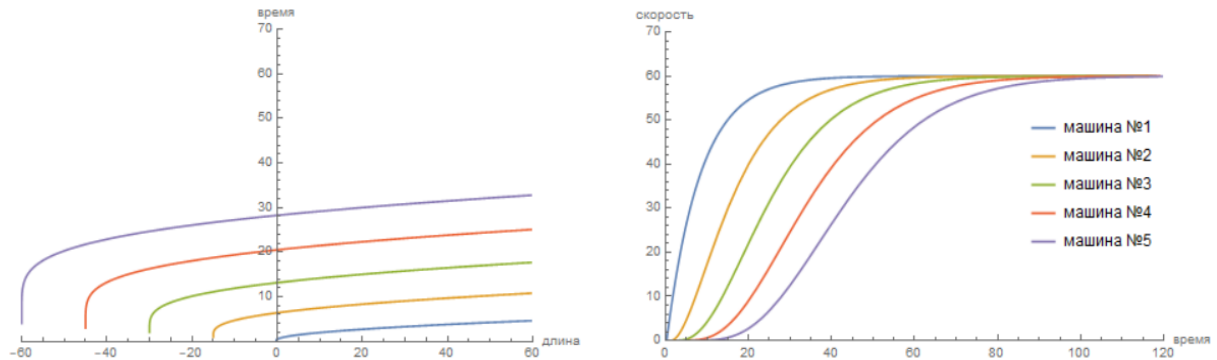 время
70
60
50
40
30
20
10
−60 −40 −20 0 20 40 60 длина
скорость
70
60
50
40
30
20
10
0
0 20 40 60 80 100 120 время
машина №1
машина №2
машина №3
машина №4
машина №5